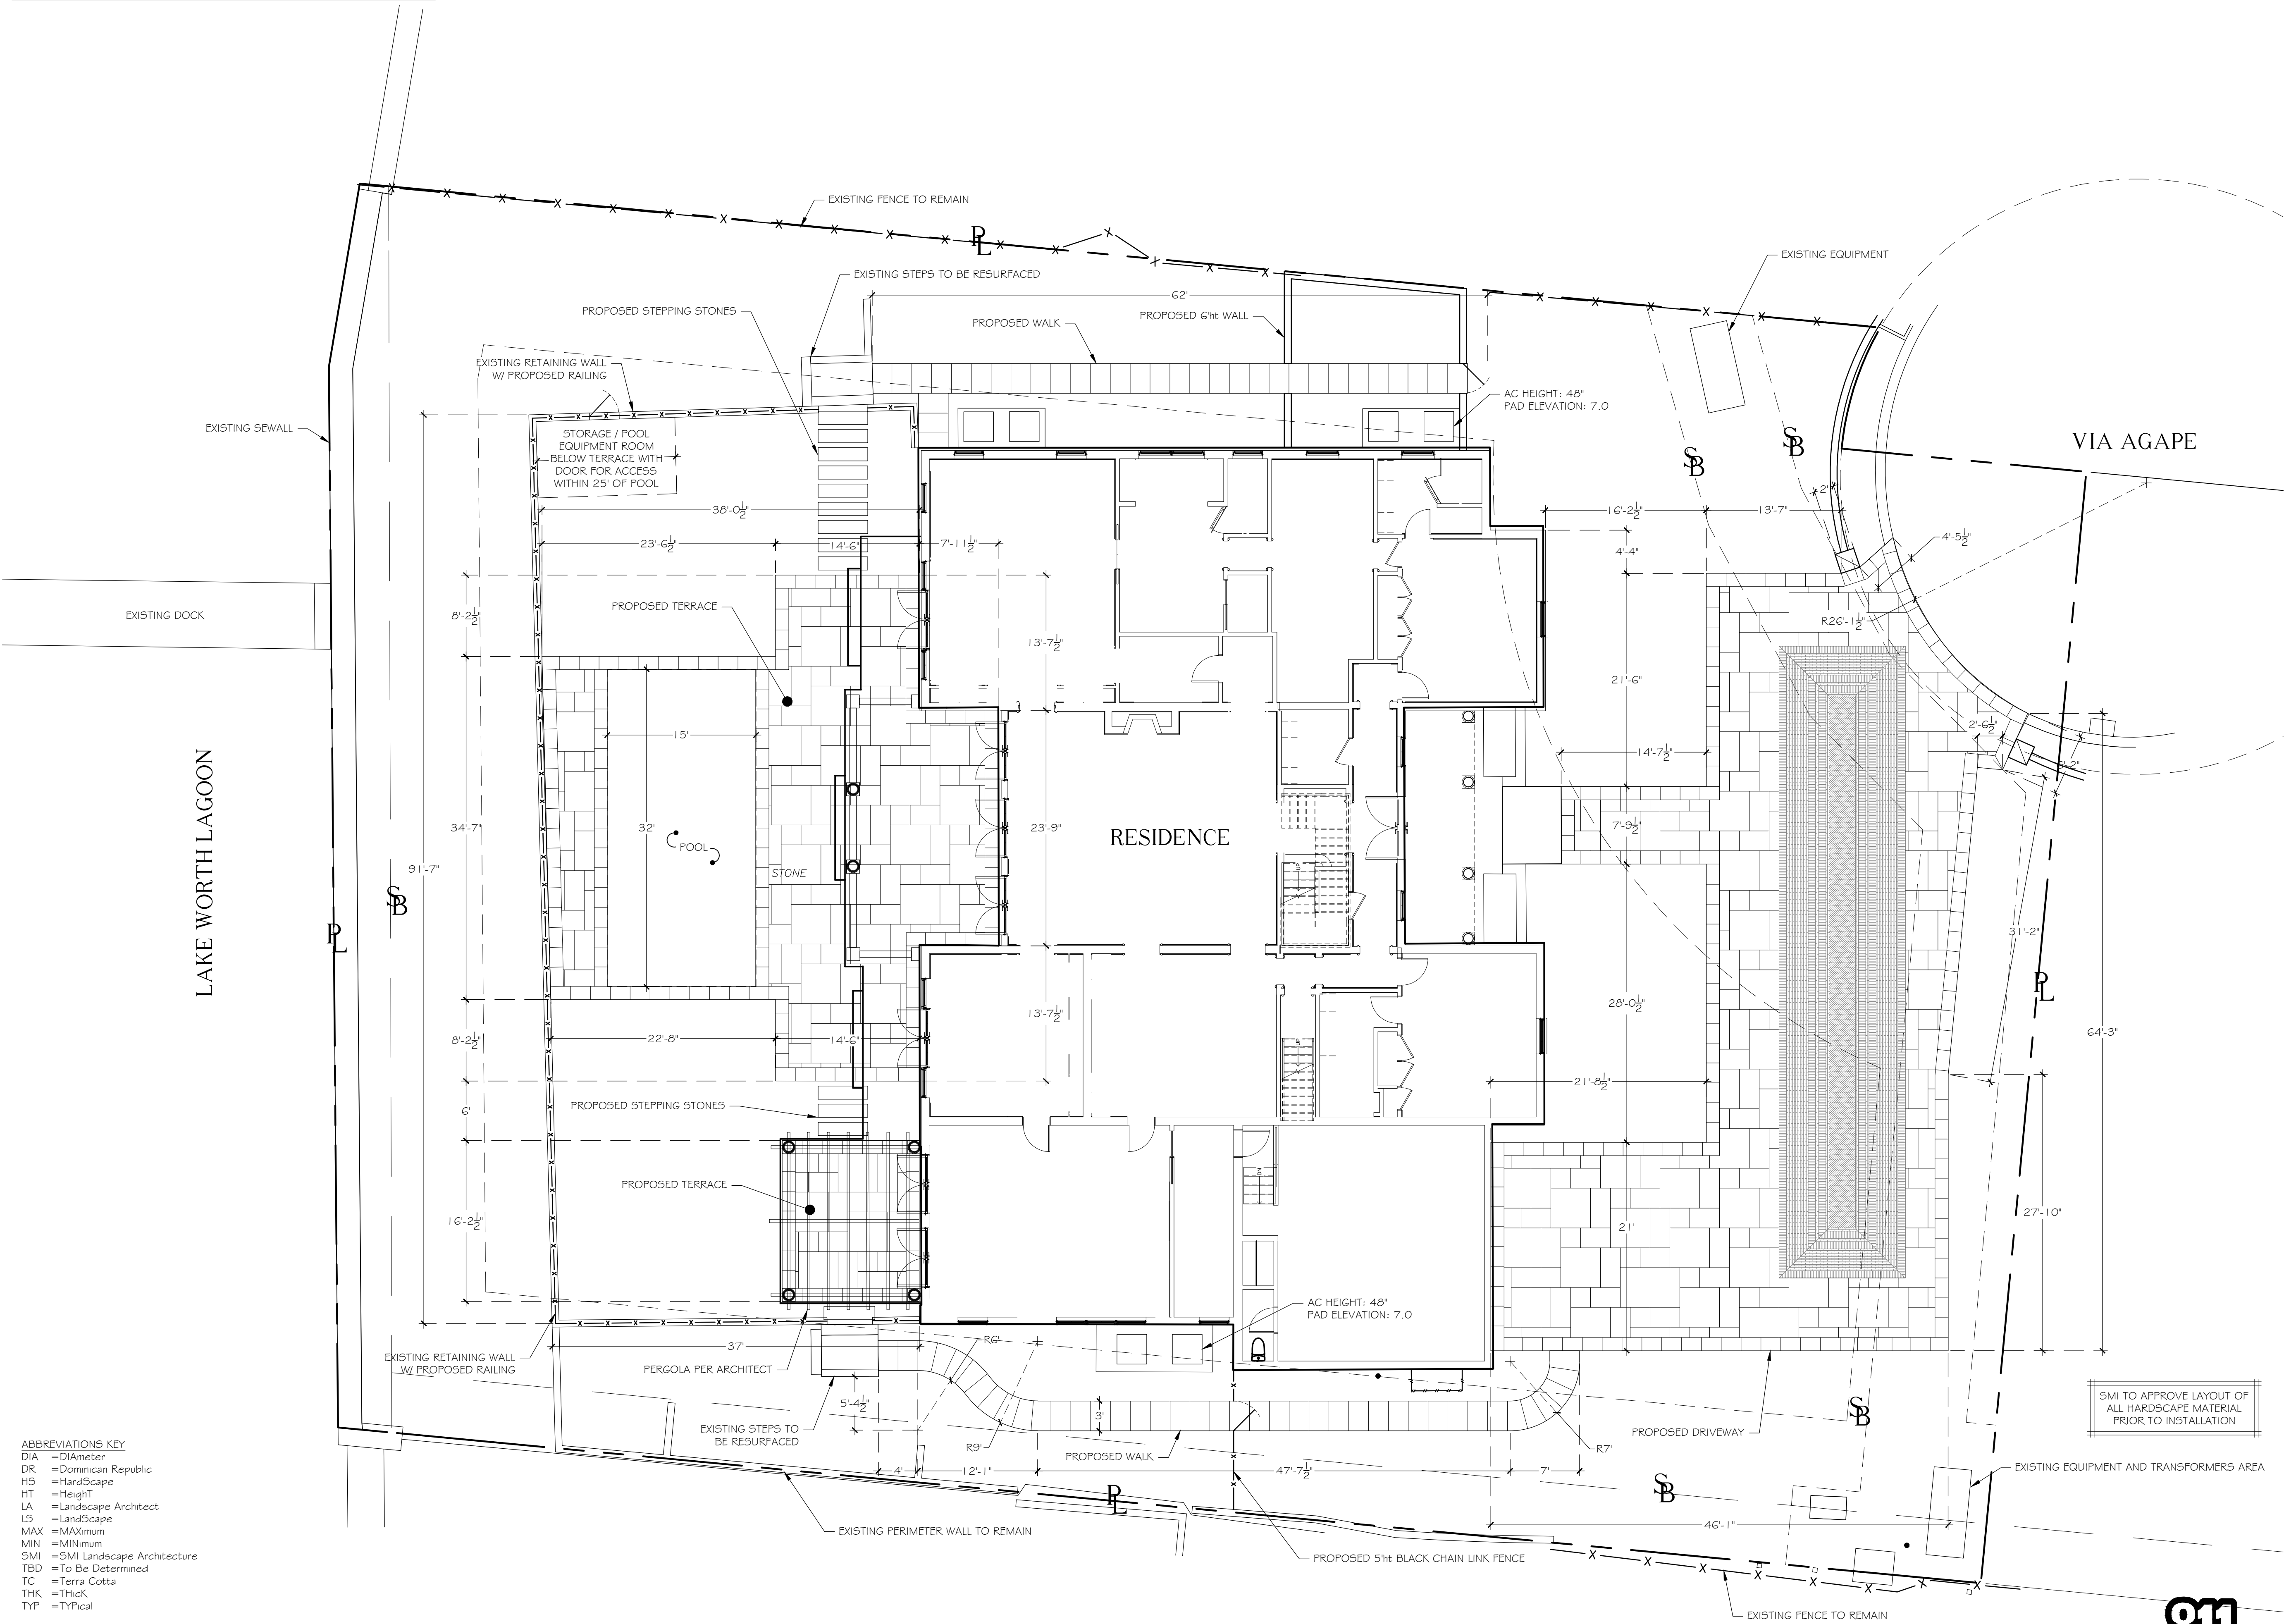 EXISTING FENCE TO REMAIN
PL
EXISTING STEPS TO BE RESURFACED
EXISTING EQUIPMENT
62'
PROPOSED STEPPING STONES
PROPOSED WALK
PROPOSED 6'ht WALL
EXISTING RETAINING WALL
W/ PROPOSED RAILING
AC HEIGHT: 48"
PAD ELEVATION: 7.0
EXISTING SEWALL
STORAGE / POOL
EQUIPMENT ROOM
BELOW TERRACE WITH
DOOR FOR ACCESS
WITHIN 25' OF POOL
SB
SB
VIA AGAPE
2'
38'-0½"
16'-2½"
13'-7"
23'-6½"
14'-6"
7'-11½"
4'-4"
4'-5½"
EXISTING DOCK
8'-2½"
PROPOSED TERRACE
13'-7½"
R26'-1½"
21'-6"
15'
14'-7½"
2'-6½"
LAKE WORTH LAGOON
34'-7"
32'
POOL
STONE
23'-9"
RESIDENCE
7'-9½"
91'-7"
SB
PL
31'-2"
PL
28'-0½"
13'-7½"
8'-2½"
22'-8"
14'-6"
64'-3"
21'-8½"
6'
PROPOSED STEPPING STONES
PROPOSED TERRACE
16'-2½"
21'
27'-10"
AC HEIGHT: 48"
PAD ELEVATION: 7.0
EXISTING RETAINING WALL
W/ PROPOSED RAILING
37'
R6'
PERGOLA PER ARCHITECT
5'-4½"
3'
EXISTING STEPS TO
BE RESURFACED
R9'
PROPOSED WALK
R7'
PROPOSED DRIVEWAY
SB
SMI TO APPROVE LAYOUT OF
ALL HARDSCAPE MATERIAL
PRIOR TO INSTALLATION
4'
12'-1"
47'-7½"
7'
EXISTING EQUIPMENT AND TRANSFORMERS AREA
SB
PL
46'-1"
EXISTING PERIMETER WALL TO REMAIN
PROPOSED 5'ht BLACK CHAIN LINK FENCE
EXISTING FENCE TO REMAIN
ABBREVIATIONS KEY
DIA =DIAmeter
DR =Dominican Republic
HS =HardScape
HT =HeighT
LA =Landscape Architect
LS =LandScape
MAX =MAXimum
MIN =MINimum
SMI =SMI Landscape Architecture
TBD =To Be Determined
TC =Terra Cotta
THK =THicK
TYP =TYPical